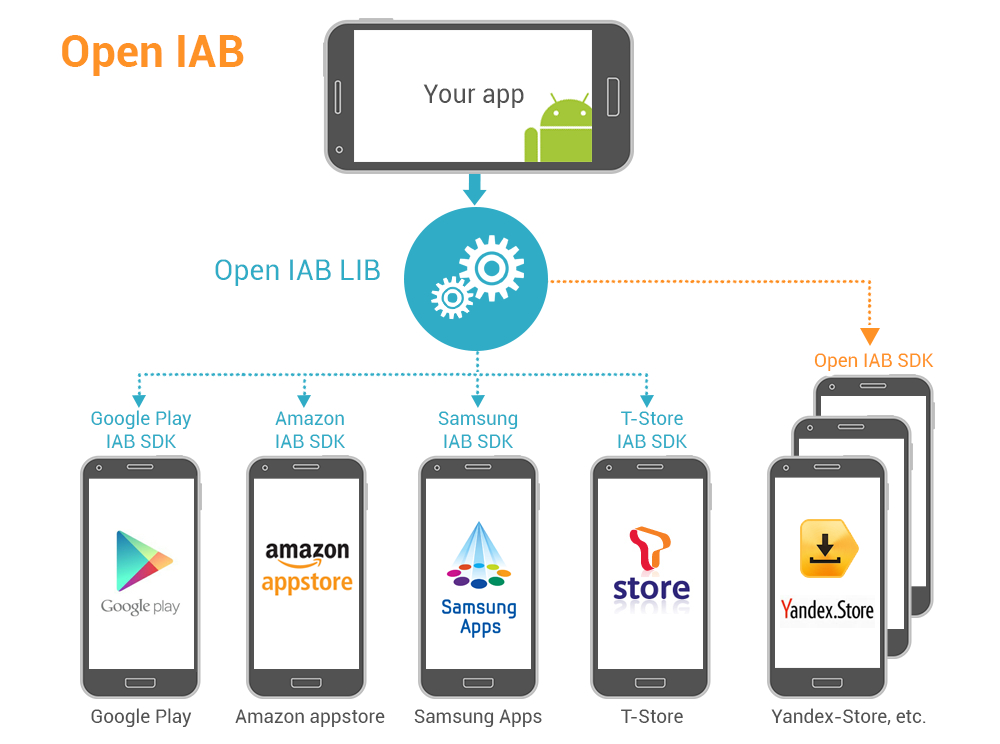 Open IAB
Your app
Open IAB LIB
Open IAB SDK
Google Play
IAB SDK
Amazon
IAB SDK
Samsung
IAB SDK
T-Store
IAB SDK
Google play
amazon
appstore
Samsung
Apps
store
Yandex.Store
Google Play
Amazon appstore
Samsung Apps
T-Store
Yandex-Store, etc.